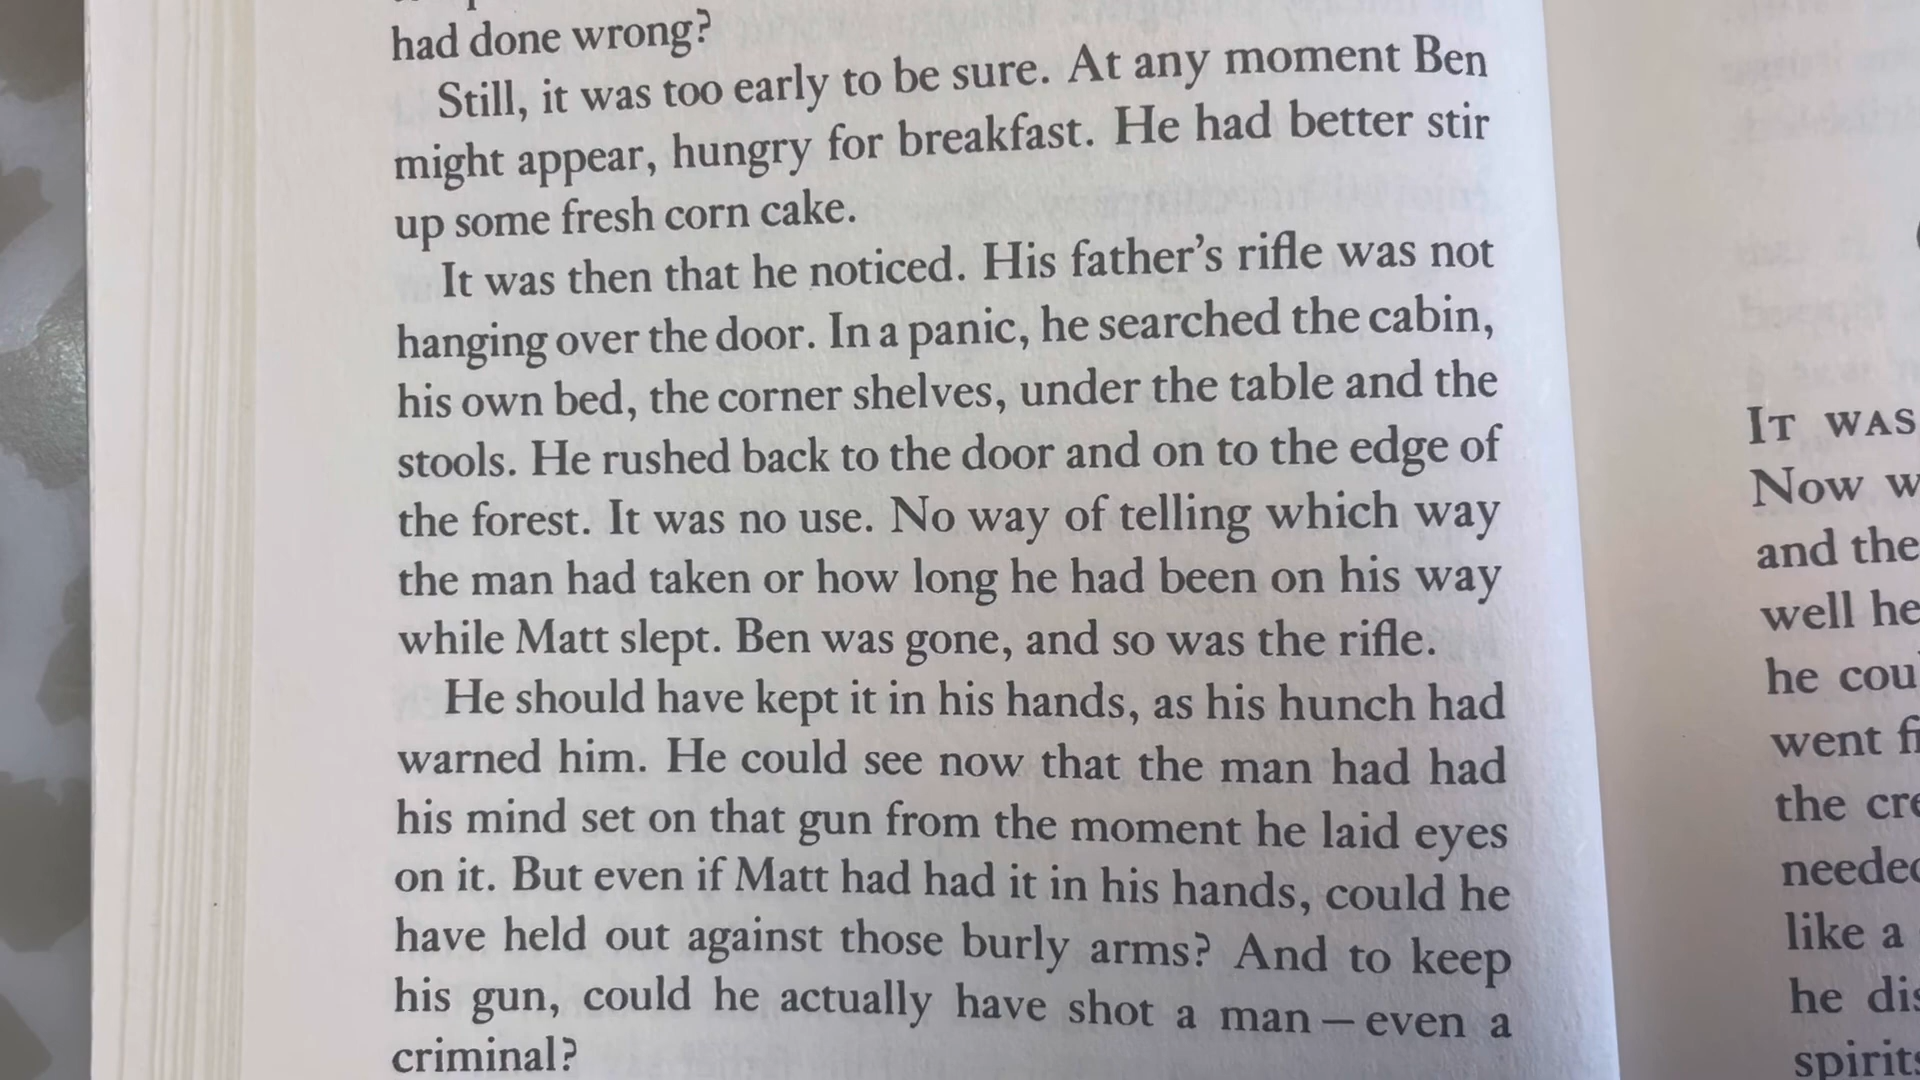 had done wrong?
Still, it was too early to be sure. At any moment Ben
might appear, hungry for breakfast. He had better stir
up some fresh corn cake.
It was then that he noticed. His father's rifle was not
hanging over the door. In a panic, he searched the cabin,
his own bed, the corner shelves, under the table and the
stools. He rushed back to the door and on to the edge of
the forest. It was no use. No way of telling which way
the man had taken or how long he had been on his way
while Matt slept. Ben was gone, and so was the rifle.
He should have kept it in his hands, as his hunch had
warned him. He could see now that the man had had
his mind set on that gun from the moment he laid eyes
on it. But even if Matt had had it in his hands, could he
have held out against those burly arms? And to keep
his gun, could he actually have shot a man — even a
criminal?
IT WAS
Now
and the
well he
he
went
the
like a
he
spirits